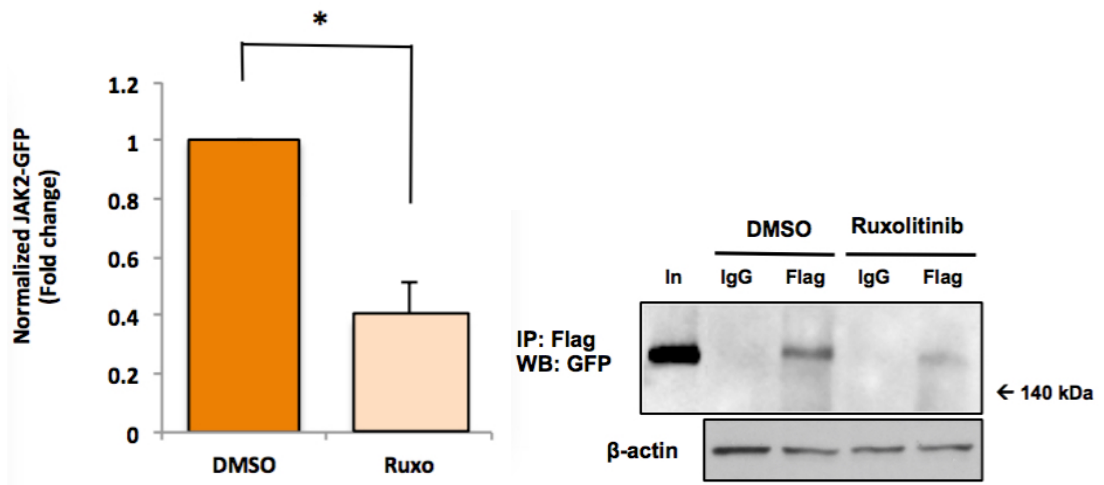 *
1.2
1
0.8
0.6
0.4
0.2
0
Normalized JAK2-GFP
(Fold change)
DMSO
Ruxo
DMSO
Ruxolitinib
In
IgG
Flag
IgG
Flag
IP: Flag
WB: GFP
← 140 kDa
β-actin